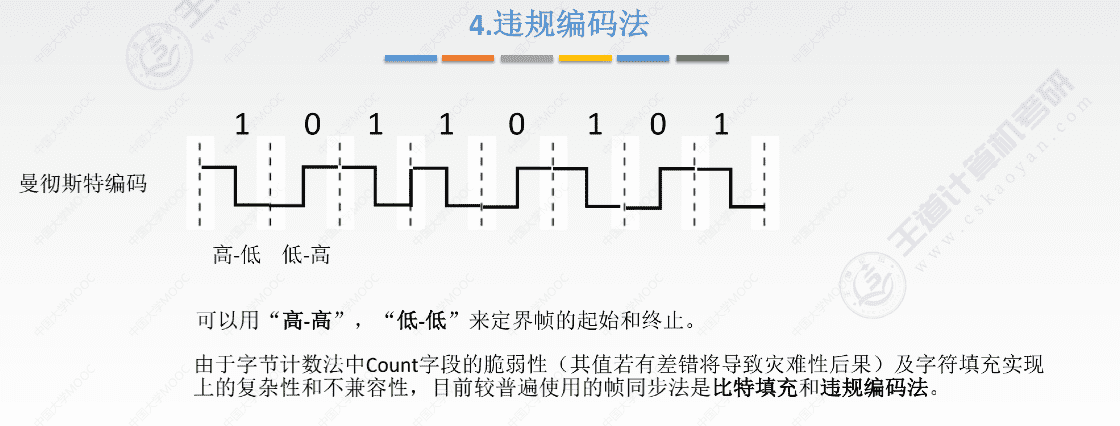 4.违规编码法
1 0 1 1 0 1 0 1
曼彻斯特编码
高-低 低-高
可以用“高-高”，“低-低”来定界帧的起始和终止。
由于字节计数法中Count字段的脆弱性（其值若有差错将导致灾难性后果）及字符填充实现
上的复杂性和不兼容性，目前较普遍使用的帧同步法是比特填充和违规编码法。
王道计算机考研
www.cskaoyan.com
中国大学MOOC